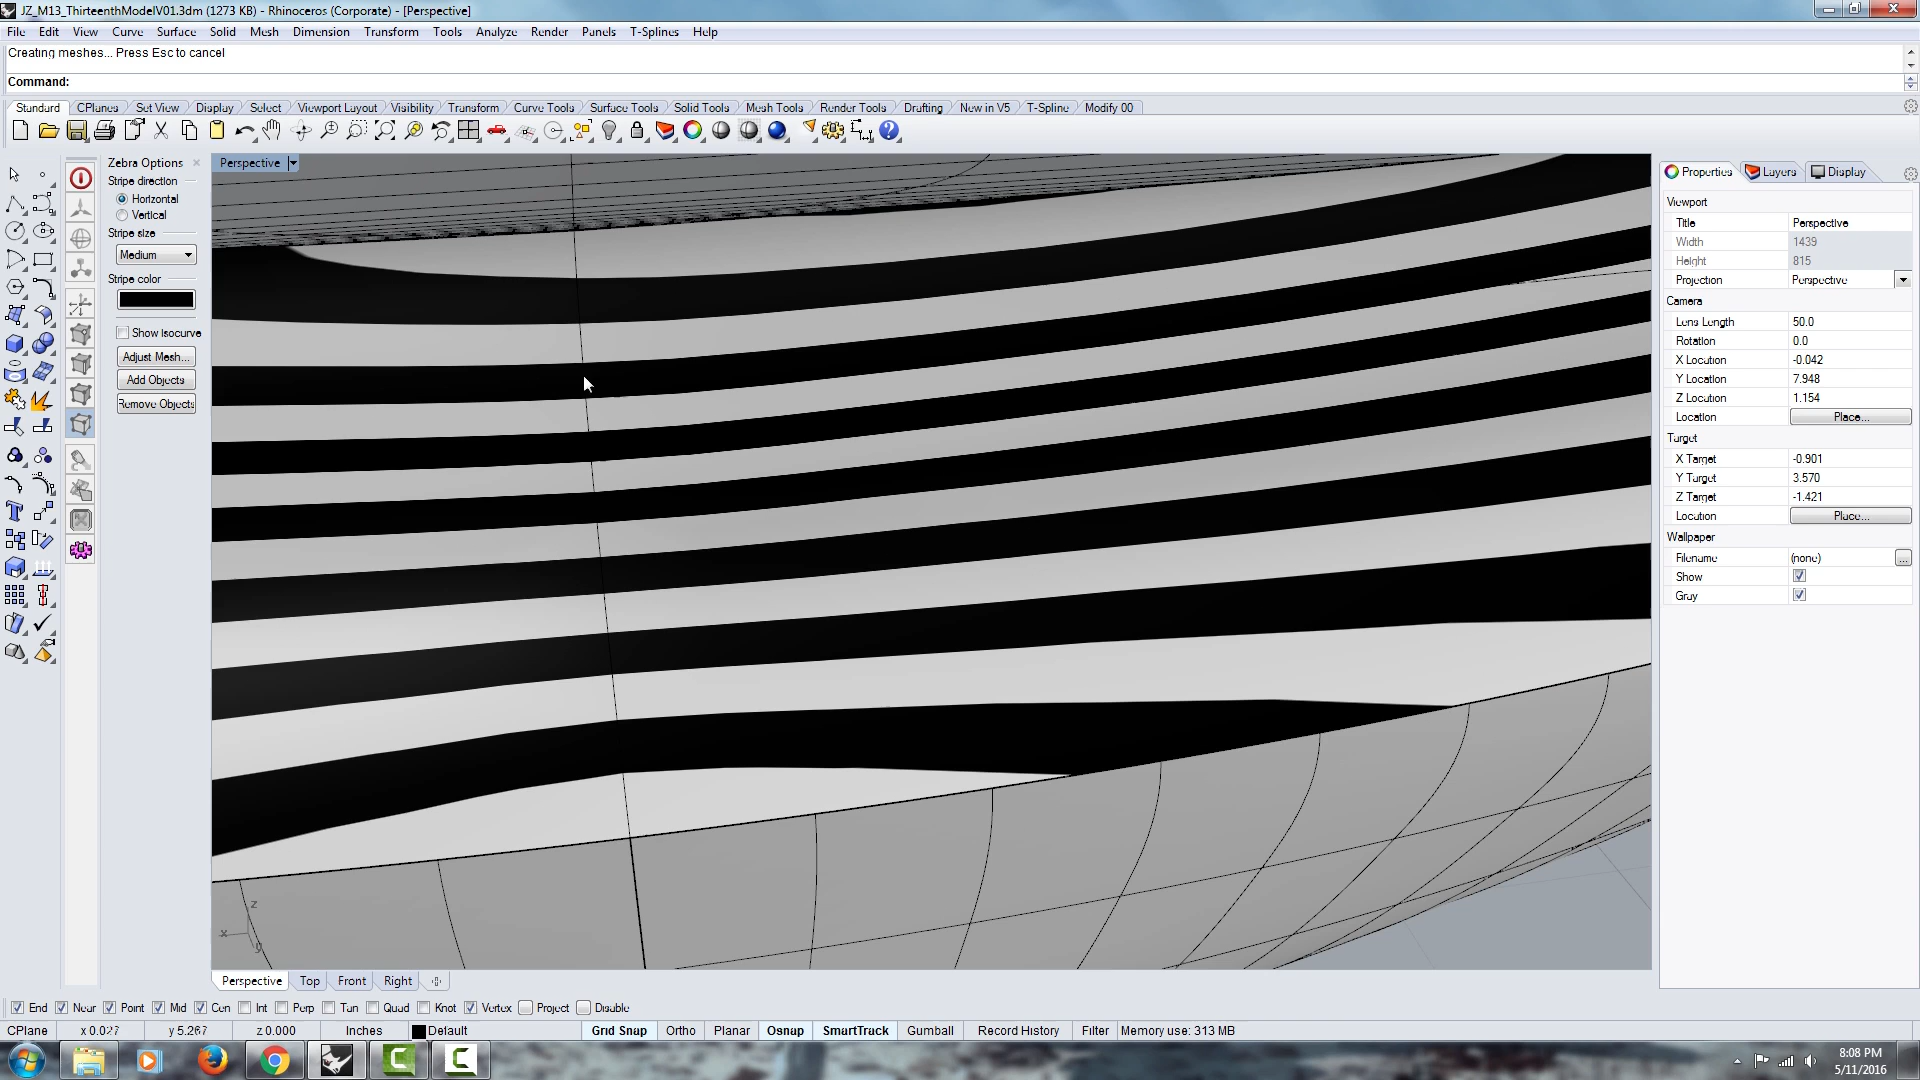 JZ_M13_ThirteenthModelV01.3dm (1273 KB) - Rhinoceros (Corporate) - [Perspective]
File Edit View Curve Surface Solid Mesh Dimension Transform Tools Analyze Render Panels T-Splines Help
Creating meshes... Press Esc to cancel
Command:
Standard CPlanes Set View Display Select Viewport Layout Visibility Transform Curve Tools Surface Tools Solid Tools Mesh Tools Render Tools Drafting New in V5 T-Spline Modify 00
Zebra Options
Stripe direction
Horizontal
Vertical
Stripe size
Medium
Stripe color
Show Isocurve
Adjust Mesh...
Add Objects
Remove Objects
Perspective
z
x
y
Properties Layers Display
Viewport
Title Perspective
Width 1439
Height 815
Projection Perspective
Camera
Lens Length 50.0
Rotation 0.0
X Location -0.042
Y Location 7.948
Z Location 1.154
Location Place...
Target
X Target -0.901
Y Target 3.570
Z Target -1.421
Location Place...
Wallpaper
Filename (none) ...
Show
Gray
Perspective Top Front Right
End Near Point Mid Cen Int Perp Tan Quad Knot Vertex Project Disable
CPlane x 0.027 y 5.267 z 0.000 Inches Default Grid Snap Ortho Planar Osnap SmartTrack Gumball Record History Filter Memory use: 313 MB
8:08 PM
5/11/2016